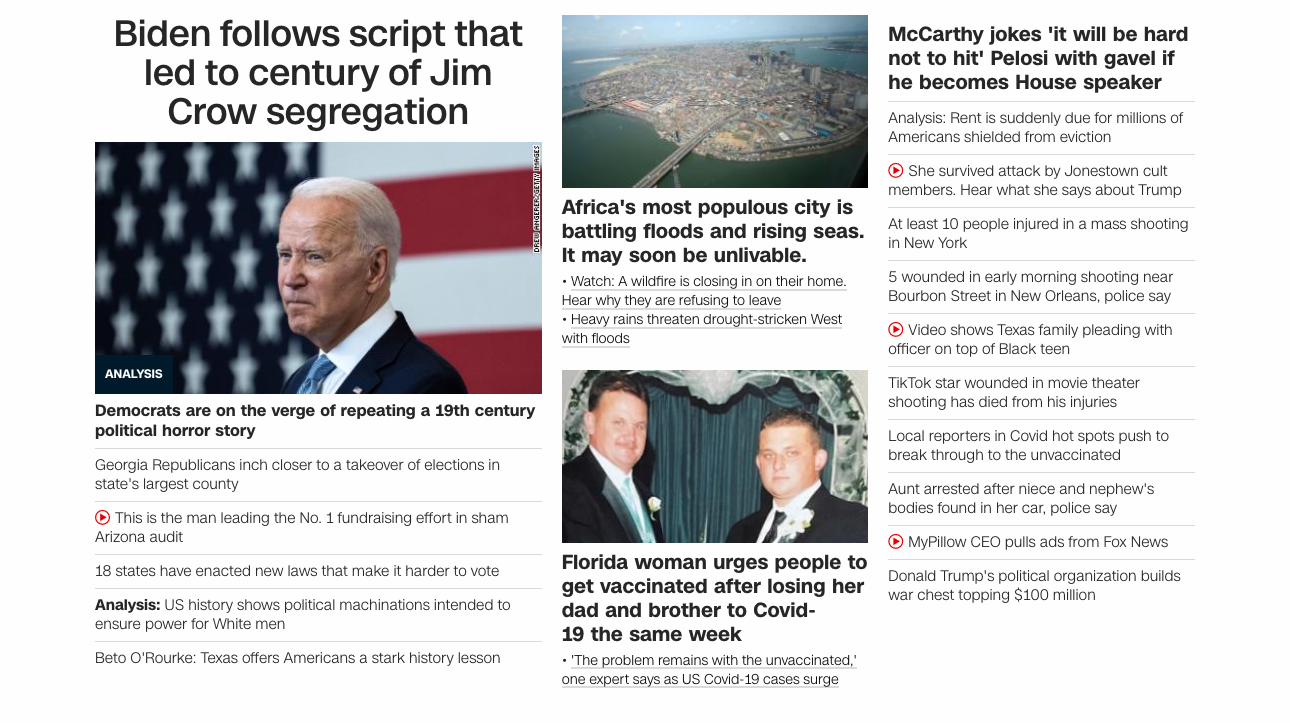 Biden follows script that
led to century of Jim
Crow segregation
DREW ANGERER/GETTY IMAGES
ANALYSIS
Democrats are on the verge of repeating a 19th century
political horror story
Georgia Republicans inch closer to a takeover of elections in
state's largest county
This is the man leading the No. 1 fundraising effort in sham
Arizona audit
18 states have enacted new laws that make it harder to vote
Analysis: US history shows political machinations intended to
ensure power for White men
Beto O'Rourke: Texas offers Americans a stark history lesson
Africa's most populous city is
battling floods and rising seas.
It may soon be unlivable.
• Watch: A wildfire is closing in on their home.
Hear why they are refusing to leave
• Heavy rains threaten drought-stricken West
with floods
Florida woman urges people to
get vaccinated after losing her
dad and brother to Covid-
19 the same week
• 'The problem remains with the unvaccinated,'
one expert says as US Covid-19 cases surge
McCarthy jokes 'it will be hard
not to hit' Pelosi with gavel if
he becomes House speaker
Analysis: Rent is suddenly due for millions of
Americans shielded from eviction
She survived attack by Jonestown cult
members. Hear what she says about Trump
At least 10 people injured in a mass shooting
in New York
5 wounded in early morning shooting near
Bourbon Street in New Orleans, police say
Video shows Texas family pleading with
officer on top of Black teen
TikTok star wounded in movie theater
shooting has died from his injuries
Local reporters in Covid hot spots push to
break through to the unvaccinated
Aunt arrested after niece and nephew's
bodies found in her car, police say
MyPillow CEO pulls ads from Fox News
Donald Trump's political organization builds
war chest topping $100 million